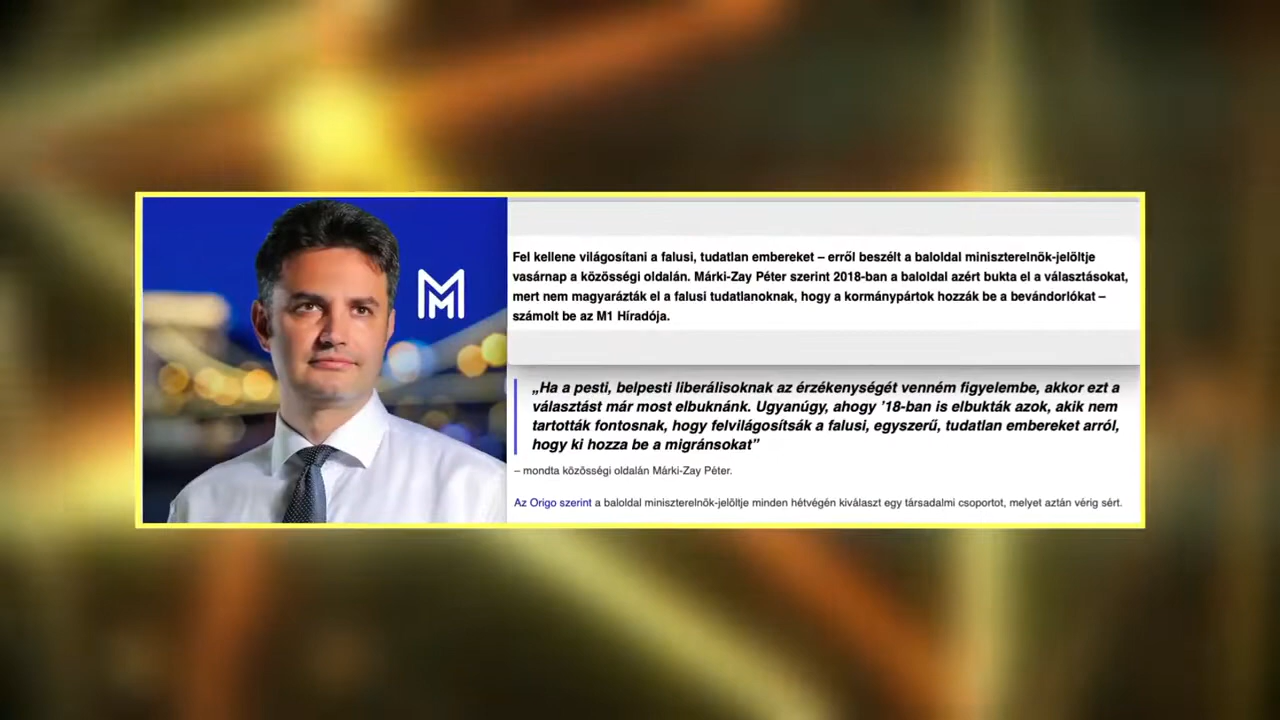 MM
Fel kellene világosítani a falusi, tudatlan embereket – erről beszélt a baloldal miniszterelnök-jelöltje
vasárnap a közösségi oldalán. Márki-Zay Péter szerint 2018-ban a baloldal azért bukta el a választásokat,
mert nem magyarázták el a falusi tudatlanoknak, hogy a kormánypártok hozzák be a bevándorlókat –
számolt be az M1 Híradója.
„Ha a pesti, belpesti liberálisoknak az érzékenységét venném figyelembe, akkor ezt a
választást már most elbuknánk. Ugyanúgy, ahogy ’18-ban is elbukták azok, akik nem
tartották fontosnak, hogy felvilágosítsák a falusi, egyszerű, tudatlan embereket arról,
hogy ki hozza be a migránsokat”
– mondta közösségi oldalán Márki-Zay Péter.
Az Origo szerint a baloldal miniszterelnök-jelöltje minden hétvégén kiválaszt egy társadalmi csoportot, melyet aztán vérig sért.